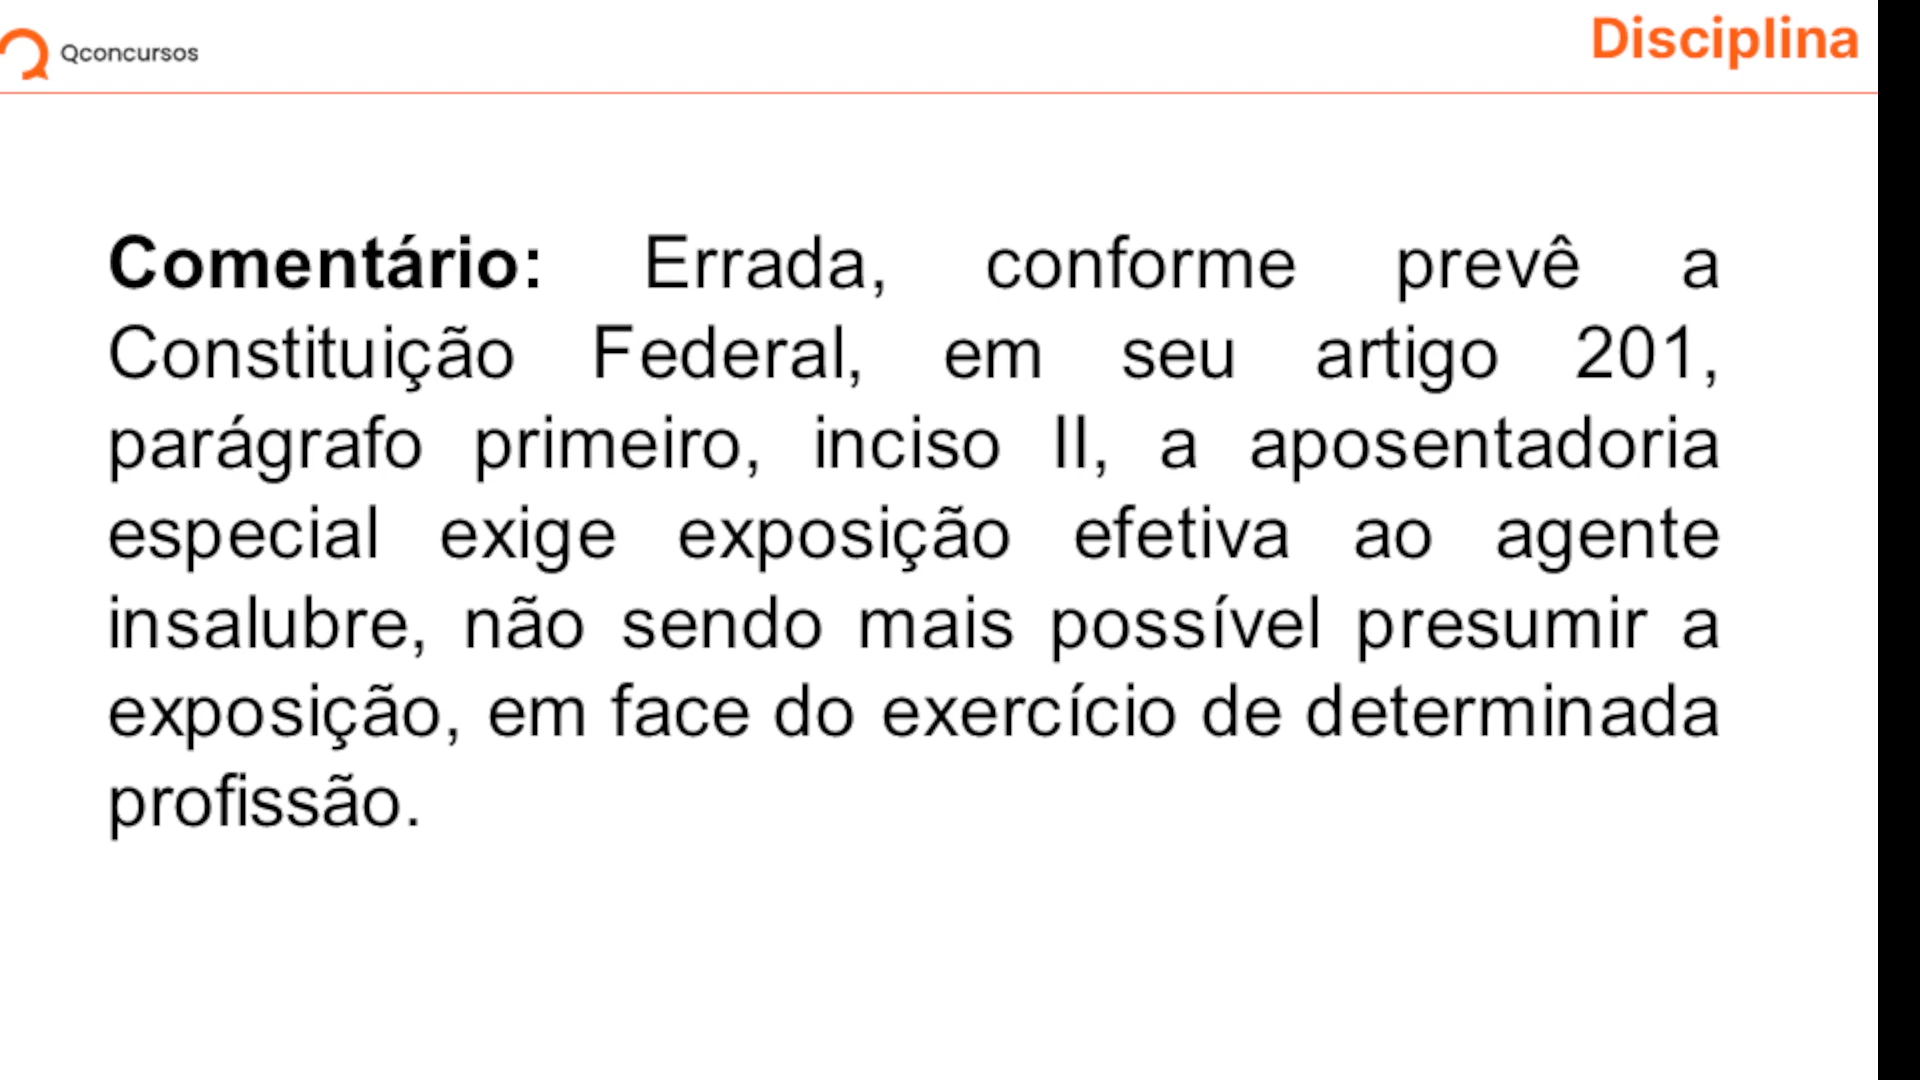 Qconcursos
Disciplina
Comentário: Errada, conforme prevê a
Constituição Federal, em seu artigo 201,
parágrafo primeiro, inciso II, a aposentadoria
especial exige exposição efetiva ao agente
insalubre, não sendo mais possível presumir a
exposição, em face do exercício de determinada
profissão.